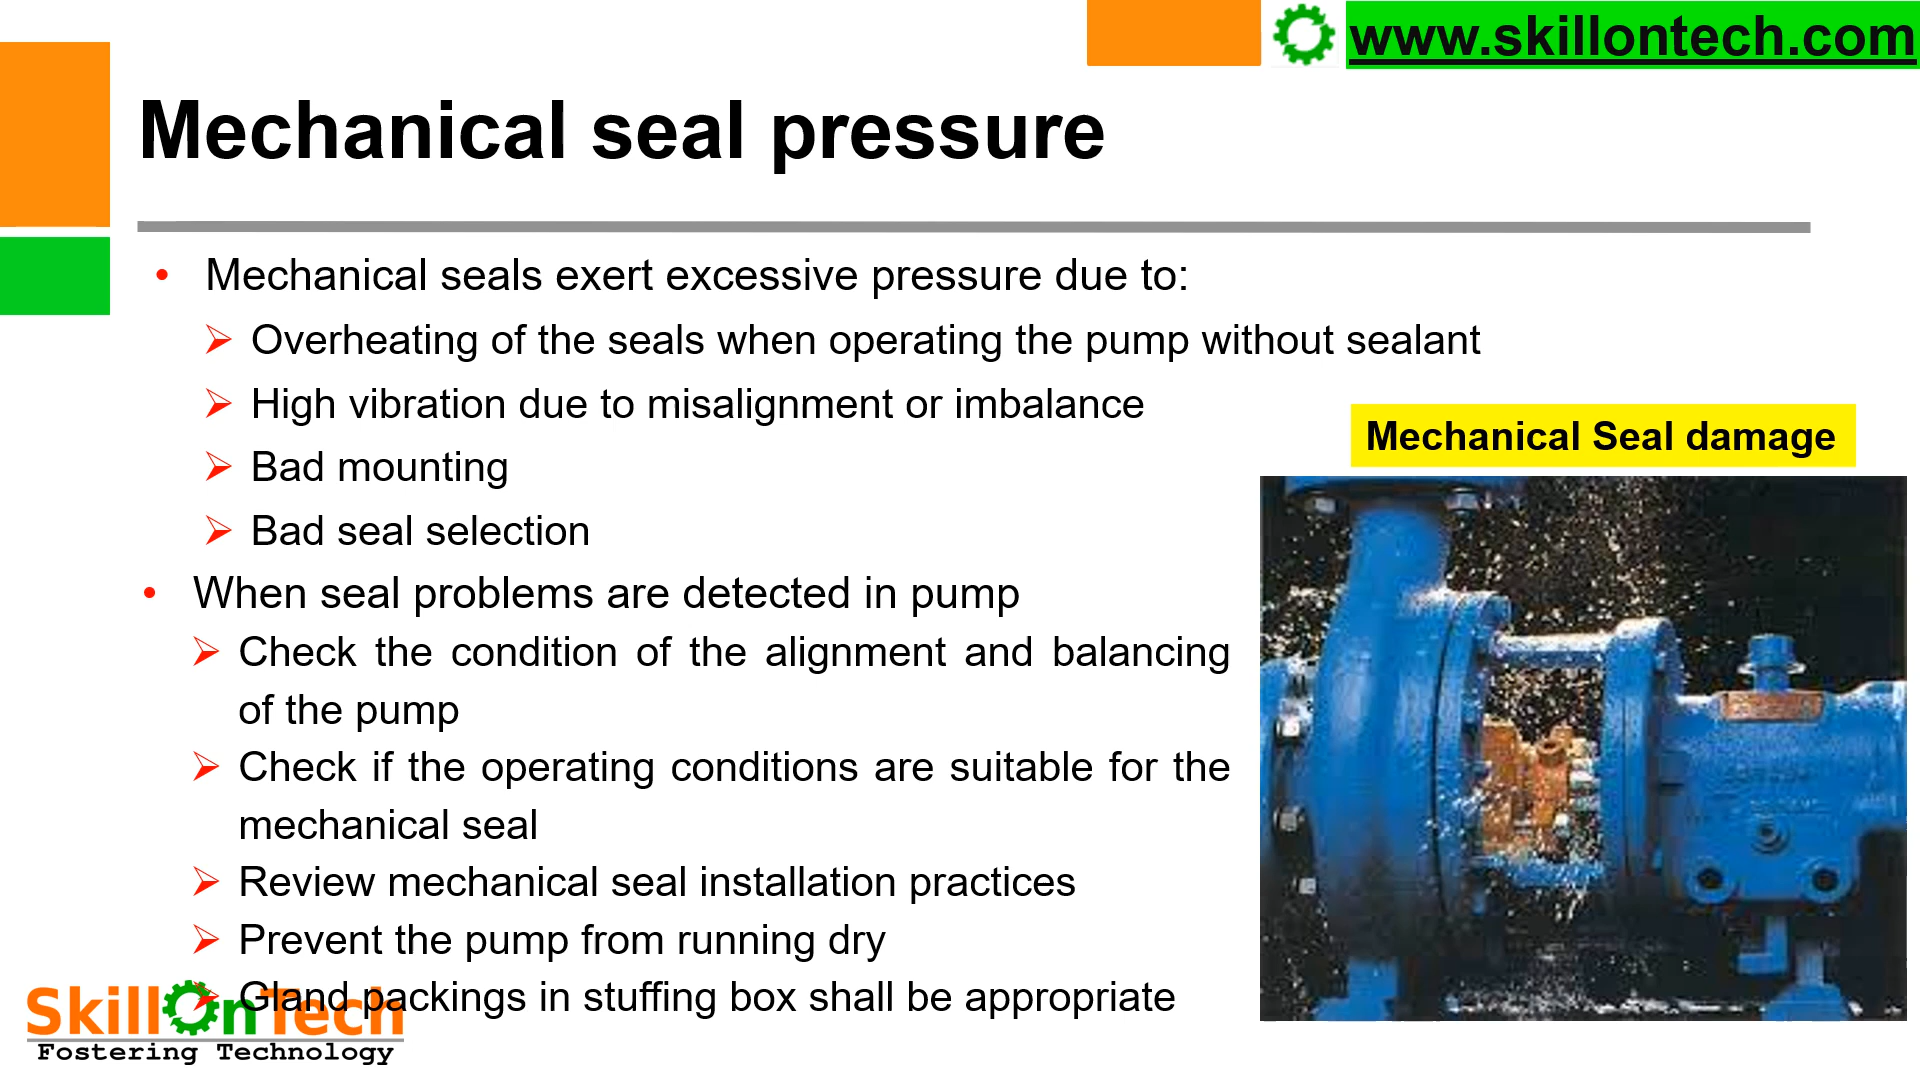 www.skillontech.com
Mechanical seal pressure
• Mechanical seals exert excessive pressure due to:
➢ Overheating of the seals when operating the pump without sealant
➢ High vibration due to misalignment or imbalance
➢ Bad mounting
➢ Bad seal selection
• When seal problems are detected in pump
➢ Check the condition of the alignment and balancing
of the pump
➢ Check if the operating conditions are suitable for the
mechanical seal
➢ Review mechanical seal installation practices
➢ Prevent the pump from running dry
➢ Gland packings in stuffing box shall be appropriate
Mechanical Seal damage
SkillOnTech
Fostering Technology